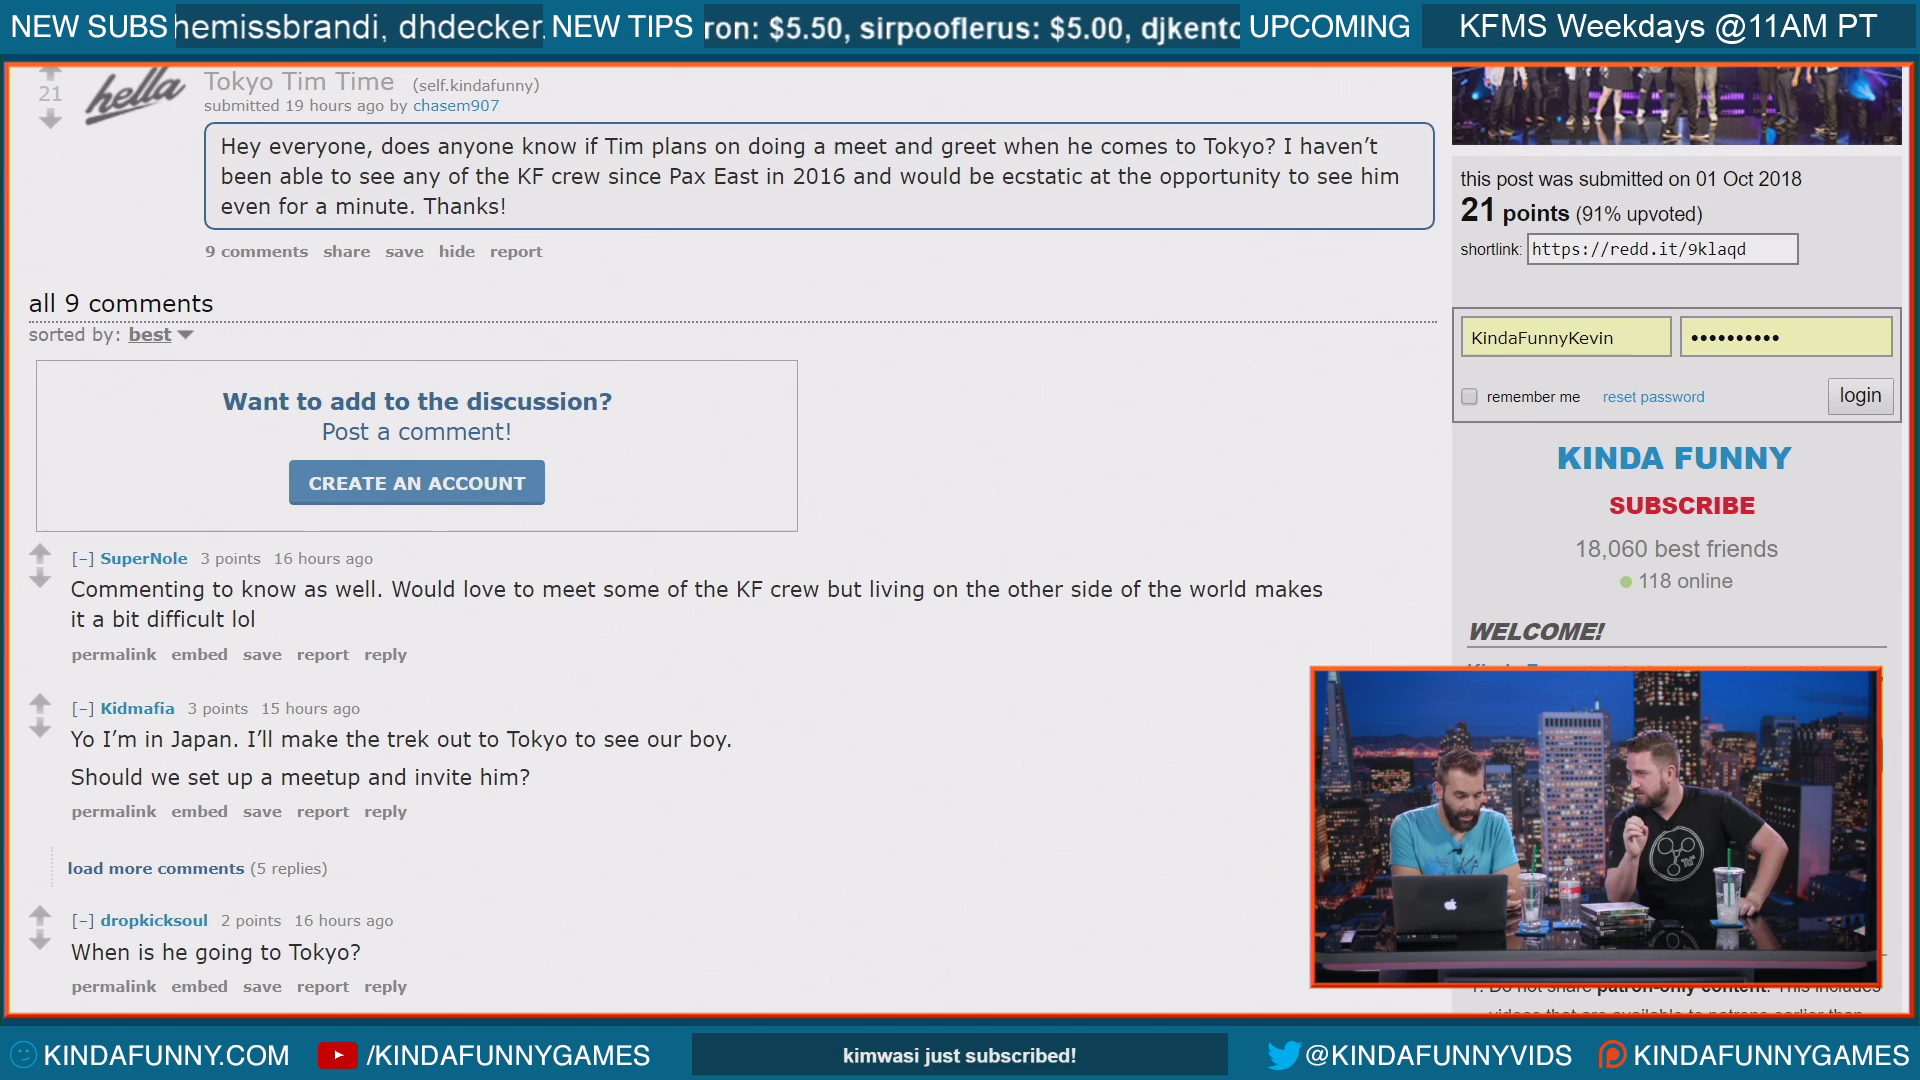 NEW SUBS hemissbrandi, dhdecker, NEW TIPS ron: $5.50, sirpooflerus: $5.00, djkento UPCOMING KFMS Weekdays @11AM PT
21
hella
Tokyo Tim Time (self.kindafunny)
submitted 19 hours ago by chasem907
Hey everyone, does anyone know if Tim plans on doing a meet and greet when he comes to Tokyo? I haven't
been able to see any of the KF crew since Pax East in 2016 and would be ecstatic at the opportunity to see him
even for a minute. Thanks!
9 comments share save hide report
all 9 comments
sorted by: best
Want to add to the discussion?
Post a comment!
CREATE AN ACCOUNT
[–] SuperNole 3 points 16 hours ago
Commenting to know as well. Would love to meet some of the KF crew but living on the other side of the world makes
it a bit difficult lol
permalink embed save report reply
[–] Kidmafia 3 points 15 hours ago
Yo I'm in Japan. I'll make the trek out to Tokyo to see our boy.
Should we set up a meetup and invite him?
permalink embed save report reply
load more comments (5 replies)
[–] dropkicksoul 2 points 16 hours ago
When is he going to Tokyo?
permalink embed save report reply
this post was submitted on 01 Oct 2018
21 points (91% upvoted)
shortlink: https://redd.it/9klaqd
KindaFunnyKevin ••••••••••
remember me reset password login
KINDA FUNNY
SUBSCRIBE
18,060 best friends
118 online
WELCOME!
1. Do not share patron-only content. This includes
KINDAFUNNY.COM /KINDAFUNNYGAMES kimwasi just subscribed! @KINDAFUNNYVIDS KINDAFUNNYGAMES